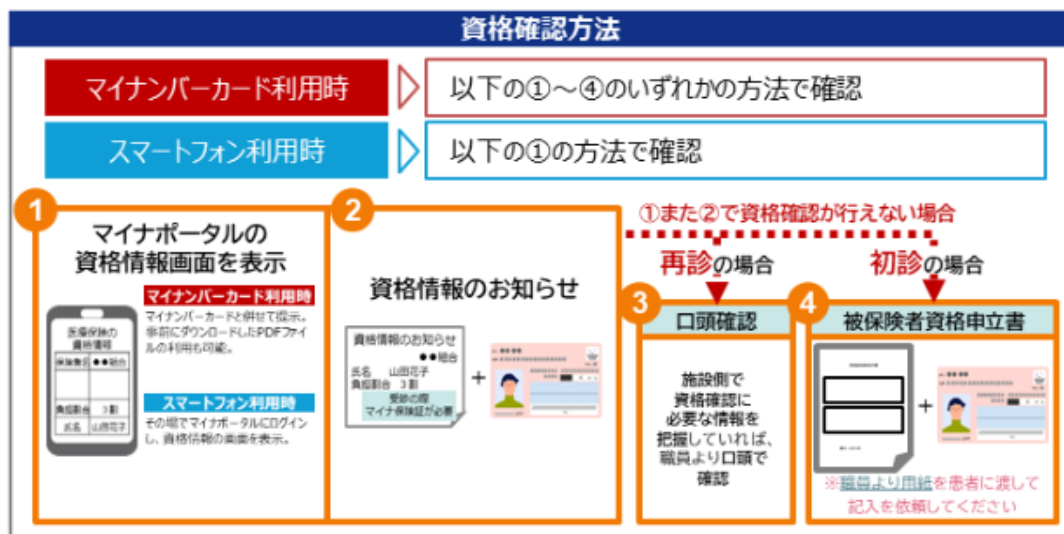 資格確認方法
マイナンバーカード利用時
以下の①～④のいずれかの方法で確認
スマートフォン利用時
以下の①の方法で確認
1
マイナポータルの
資格情報画面を表示
医療保険の
資格情報
保険者名 ●●組合
負担割合 3割
氏名 山田花子
マイナンバーカード利用時
マイナンバーカードと併せて提示。
事前にダウンロードしたPDFファイ
ルの利用も可能。
スマートフォン利用時
その場でマイナポータルにログイン
し、資格情報の画面を表示。
2
資格情報のお知らせ
資格情報のお知らせ
●●組合
氏名 山田花子
負担割合 3割
受診の際
マイナ保険証が必要
+
①また②で資格確認が行えない場合
再診の場合
初診の場合
3
口頭確認
施設側で
資格確認に
必要な情報を
把握していれば、
職員より口頭で
確認
4
被保険者資格申立書
+
※職員より用紙を患者に渡して
記入を依頼してください